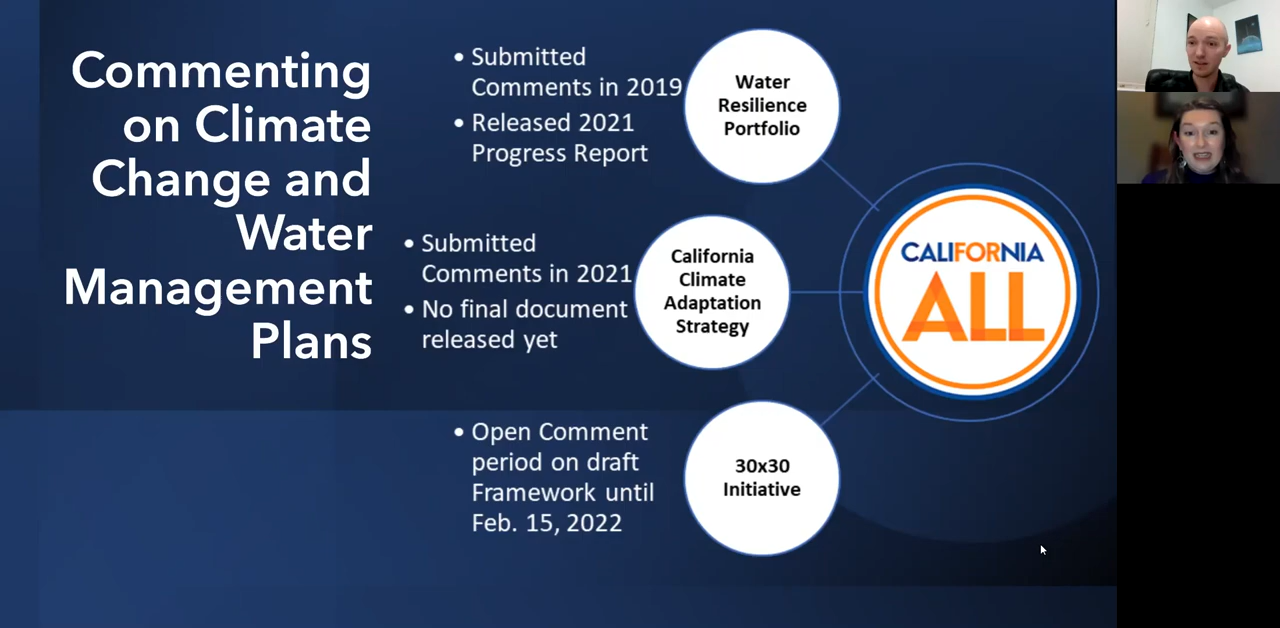 Commenting
on Climate
Change and
Water
Management
Plans
• Submitted
Comments in 2019
• Released 2021
Progress Report
Water
Resilience
Portfolio
• Submitted
Comments in 2021
• No final document
released yet
California
Climate
Adaptation
Strategy
• Open Comment
period on draft
Framework until
Feb. 15, 2022
30x30
Initiative
CALIFORNIA
ALL